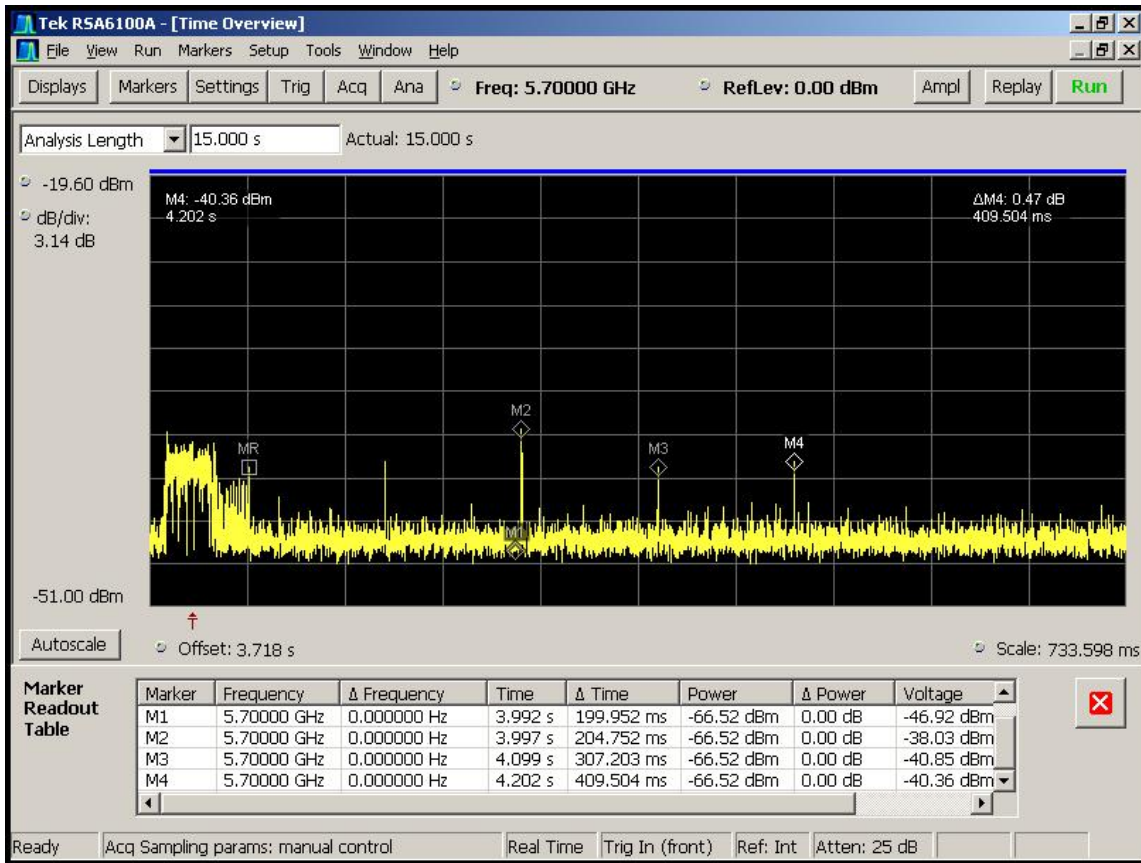 Tek RSA6100A - [Time Overview]
File View Run Markers Setup Tools Window Help
Displays Markers Settings Trig Acq Ana Freq: 5.70000 GHz RefLev: 0.00 dBm Ampl Replay Run
Analysis Length 15.000 s Actual: 15.000 s
-19.60 dBm
dB/div:
3.14 dB
M4: -40.36 dBm
4.202 s
ΔM4: 0.47 dB
409.504 ms
M2
MR
M3
M4
M1
-51.00 dBm
T
Autoscale Offset: 3.718 s Scale: 733.598 ms
Marker
Readout
Table
Marker Frequency Δ Frequency Time Δ Time Power Δ Power Voltage
M1 5.70000 GHz 0.000000 Hz 3.992 s 199.952 ms -66.52 dBm 0.00 dB -46.92 dBm
M2 5.70000 GHz 0.000000 Hz 3.997 s 204.752 ms -66.52 dBm 0.00 dB -38.03 dBm
M3 5.70000 GHz 0.000000 Hz 4.099 s 307.203 ms -66.52 dBm 0.00 dB -40.85 dBm
M4 5.70000 GHz 0.000000 Hz 4.202 s 409.504 ms -66.52 dBm 0.00 dB -40.36 dBm
Ready Acq Sampling params: manual control Real Time Trig In (front) Ref: Int Atten: 25 dB